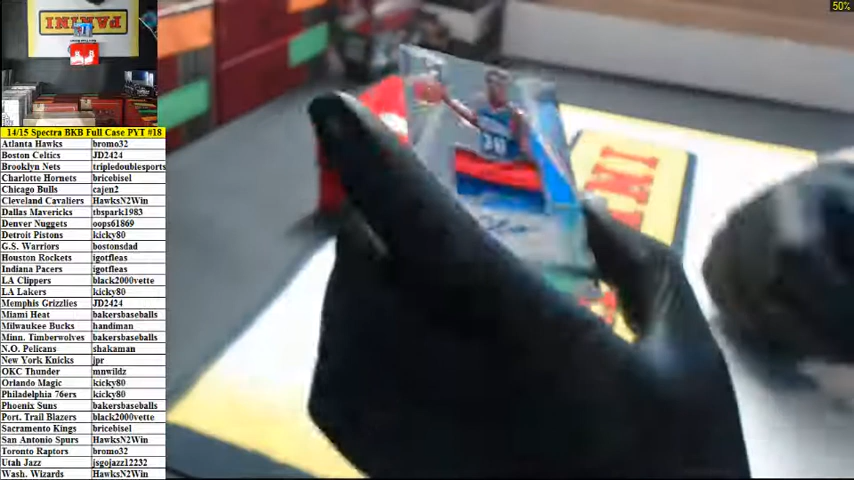 50%
PANINI
14/15 Spectra BKB Full Case PYT #18
Atlanta Hawks bromo32
Boston Celtics JD2424
Brooklyn Nets tripledoublesports
Charlotte Hornets bricebisel
Chicago Bulls cajen2
Cleveland Cavaliers HawksN2Win
Dallas Mavericks tbspark1983
Denver Nuggets oops61869
Detroit Pistons kicky80
G.S. Warriors bostonsdad
Houston Rockets igotfleas
Indiana Pacers igotfleas
LA Clippers black2000vette
LA Lakers kicky80
Memphis Grizzlies JD2424
Miami Heat bakersbaseballs
Milwaukee Bucks handiman
Minn. Timberwolves bakersbaseballs
N.O. Pelicans shakaman
New York Knicks jpr
OKC Thunder mnwildz
Orlando Magic kicky80
Philadelphia 76ers kicky80
Phoenix Suns bakersbaseballs
Port. Trail Blazers black2000vette
Sacramento Kings bricebisel
San Antonio Spurs HawksN2Win
Toronto Raptors bromo32
Utah Jazz jsgojazz12232
Wash. Wizards HawksN2Win